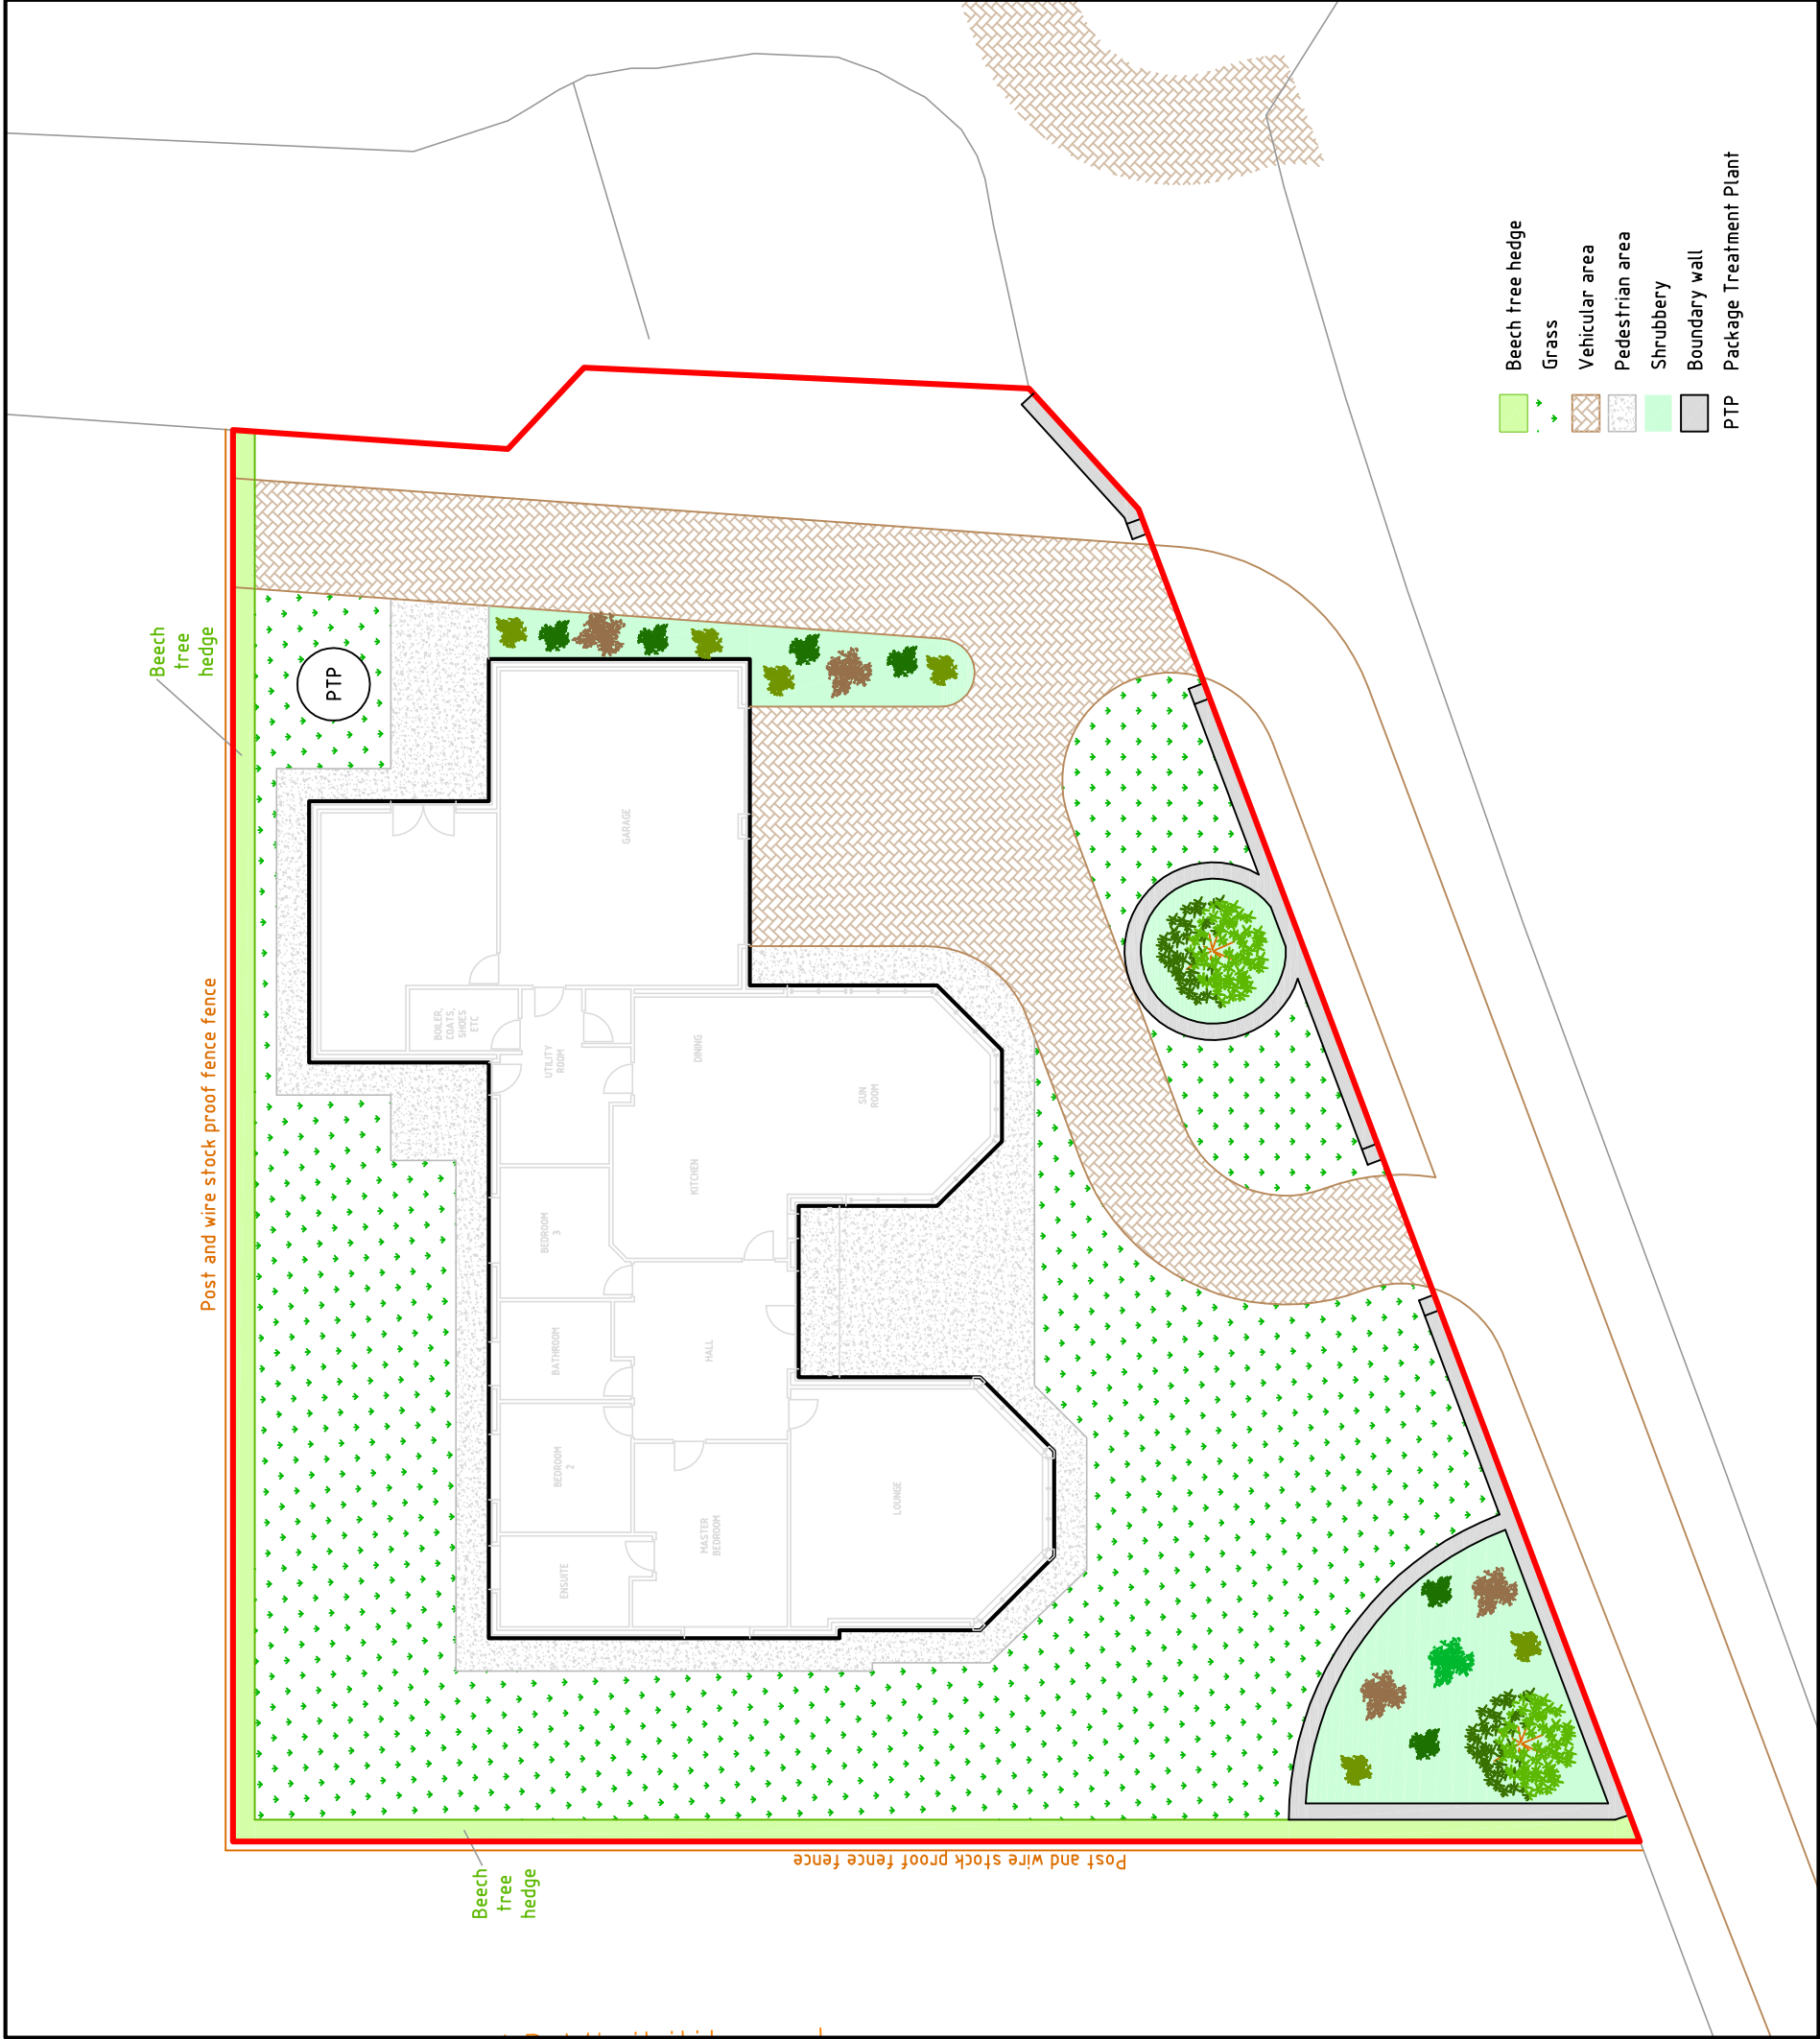 Beech
tree
hedge
Post and wire stock proof fence fence
PTP
GARAGE
BOILER,
COATS,
SHOES
ETC
UTILITY
ROOM
DINING
SUN
ROOM
KITCHEN
BEDROOM
3
BATHROOM
HALL
BEDROOM
2
MASTER
BEDROOM
LOUNGE
ENSUITE
Post and wire stock proof fence fence
Beech
tree
hedge
Beech tree hedge
Grass
Vehicular area
Pedestrian area
Shrubbery
Boundary wall
PTP Package Treatment Plant